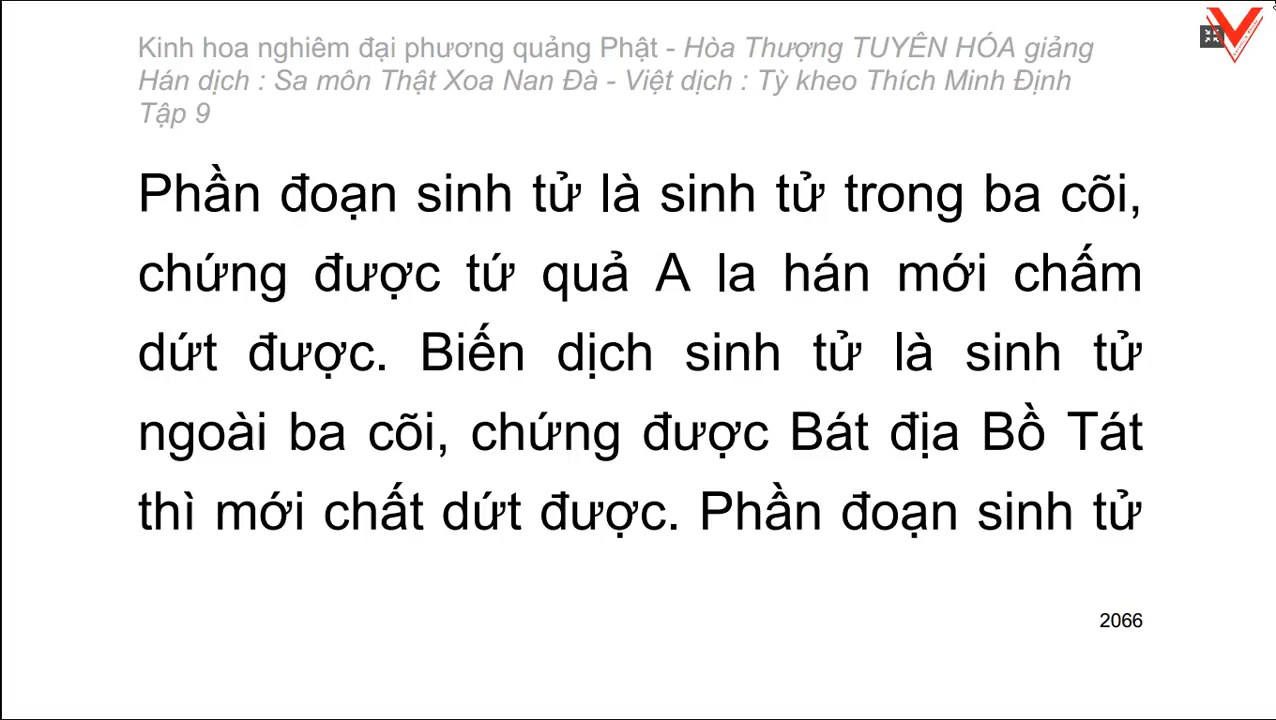 Kinh hoa nghiêm đại phương quảng Phật - Hòa Thượng TUYÊN HÓA giảng
Hán dịch : Sa môn Thật Xoa Nan Đà - Việt dịch : Tỳ kheo Thích Minh Định
Tập 9
Phần đoạn sinh tử là sinh tử trong ba cõi,
chứng được tứ quả A la hán mới chấm
dứt được. Biến dịch sinh tử là sinh tử
ngoài ba cõi, chứng được Bát địa Bồ Tát
thì mới chất dứt được. Phần đoạn sinh tử
2066